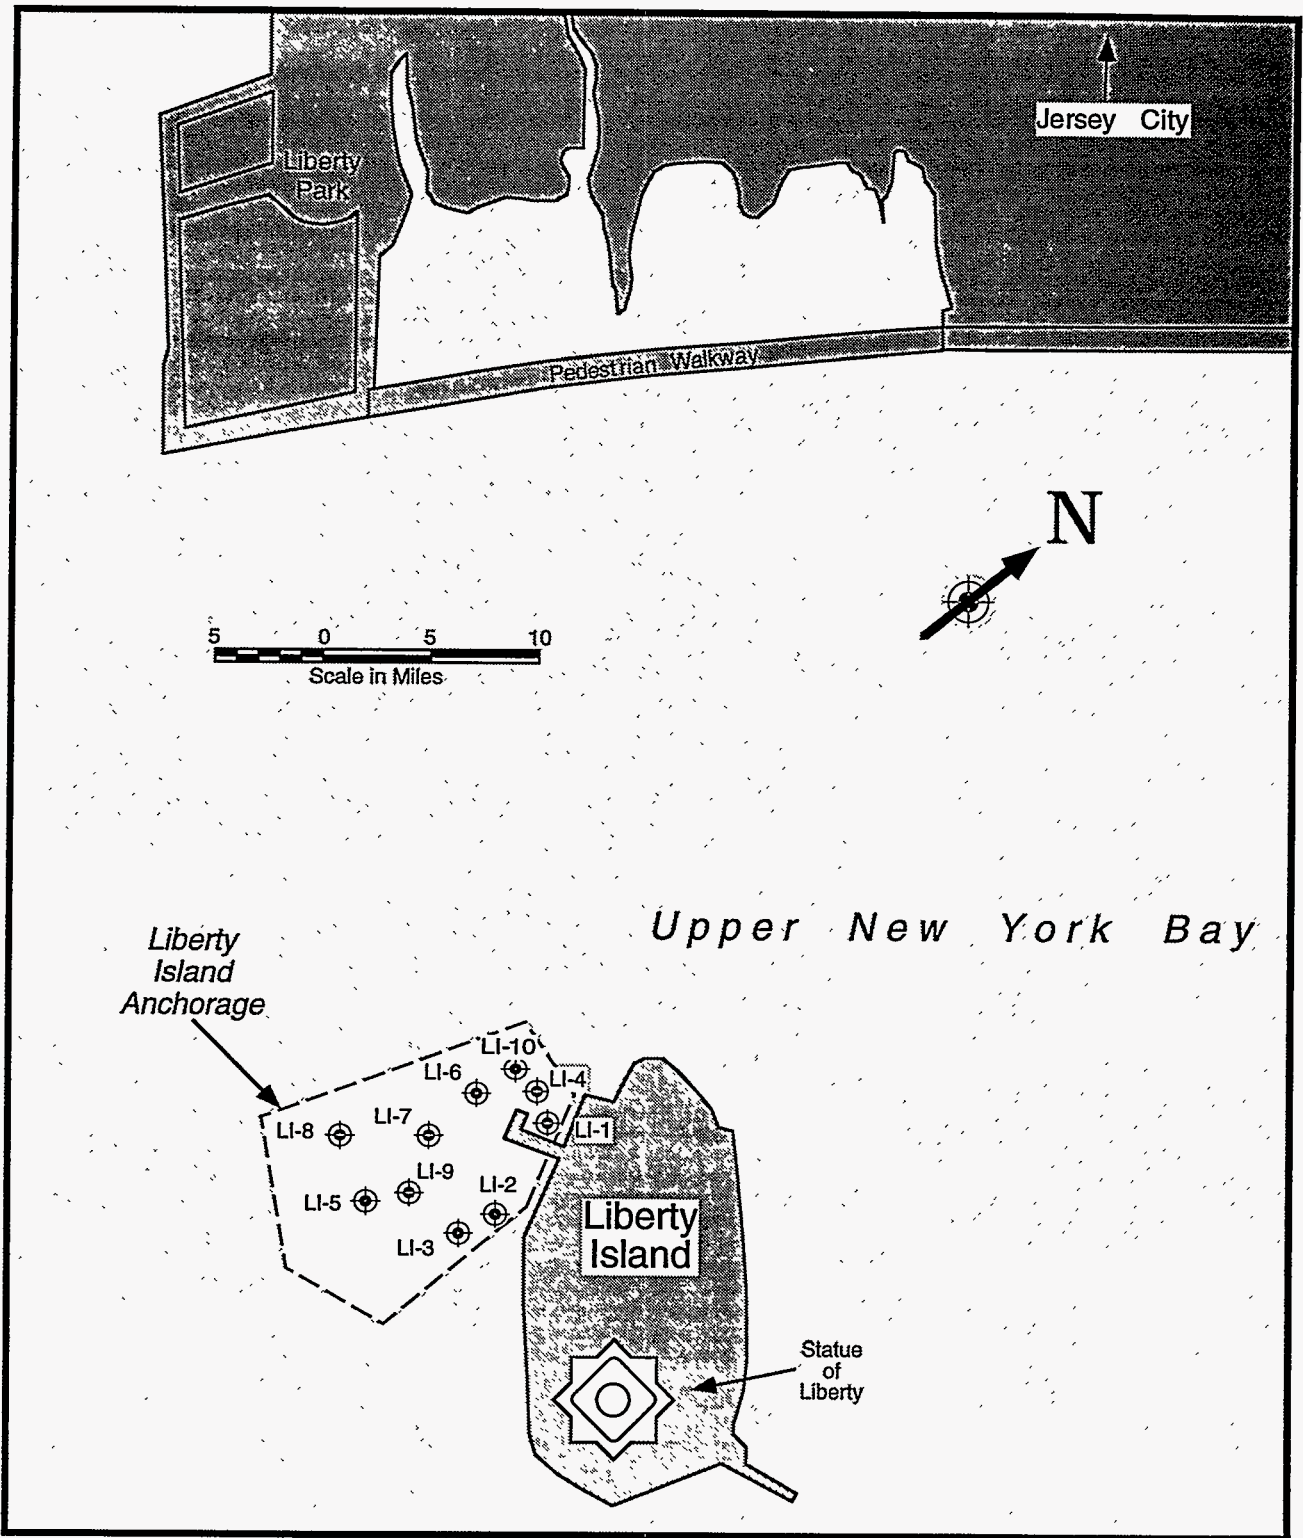 Jersey City
Liberty
Park
Pedestrian Walkway
N
5 0 5 10
Scale in Miles
Upper New York Bay
Liberty
Island
Anchorage
LI-10
LI-6
LI-4
LI-7
LI-8
LI-1
LI-9
LI-2
LI-5
LI-3
Liberty
Island
Statue
of
Liberty